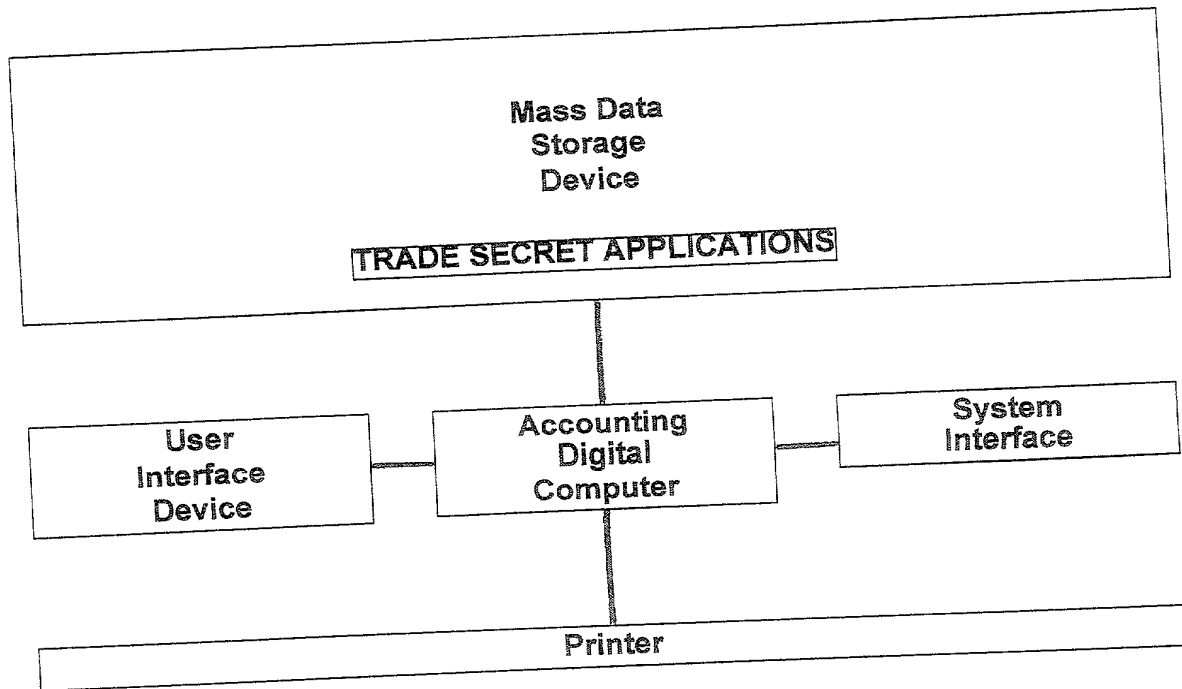 Mass Data
Storage
Device
TRADE SECRET APPLICATIONS
User
Interface
Device
Accounting
Digital
Computer
System
Interface
Printer